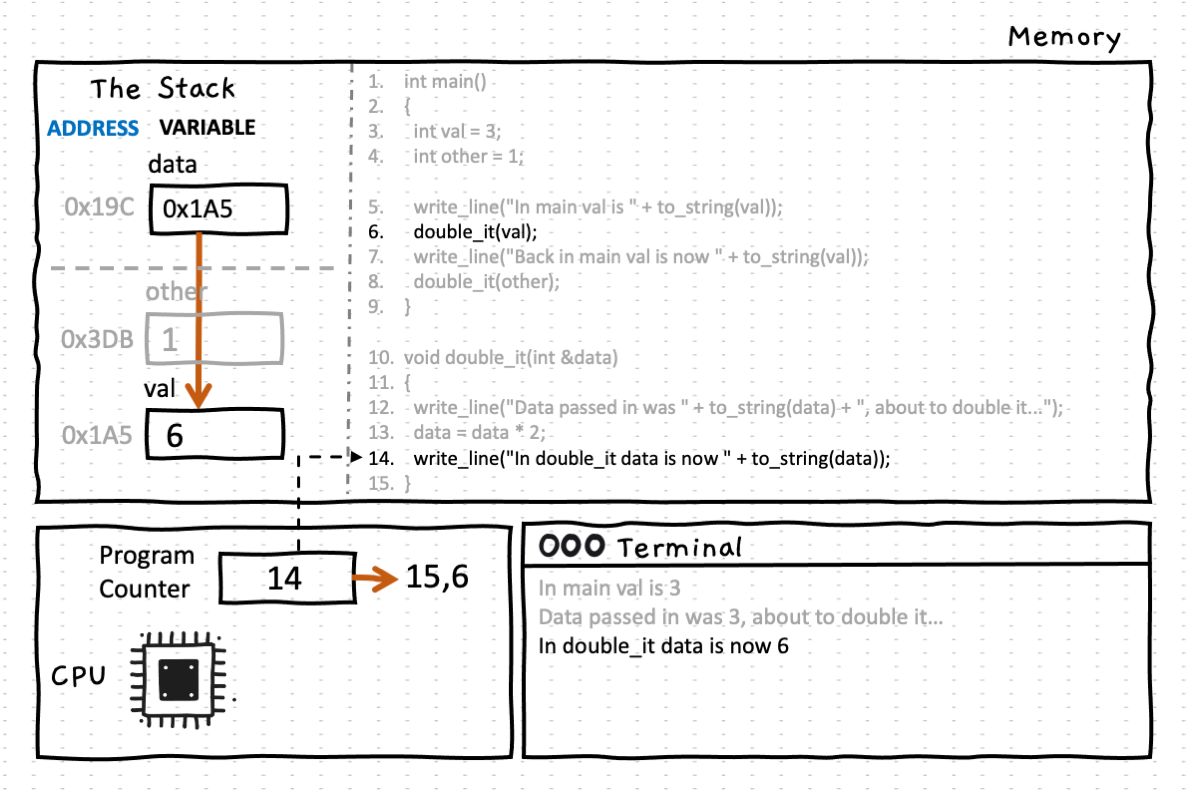 Memory
The Stack
ADDRESS VARIABLE
data
0x19C 0x1A5
other
0x3DB 1
val
0x1A5 6
1. int main()
2. {
3. int val = 3;
4. int other = 1;
5. write_line("In main val is " + to_string(val));
6. double_it(val);
7. write_line("Back in main val is now " + to_string(val));
8. double_it(other);
9. }
10. void double_it(int &data)
11. {
12. write_line("Data passed in was " + to_string(data) + ", about to double it...");
13. data = data * 2;
14. write_line("In double_it data is now " + to_string(data));
15. }
Program
Counter
14
15,6
CPU
Terminal
In main val is 3
Data passed in was 3, about to double it...
In double_it data is now 6